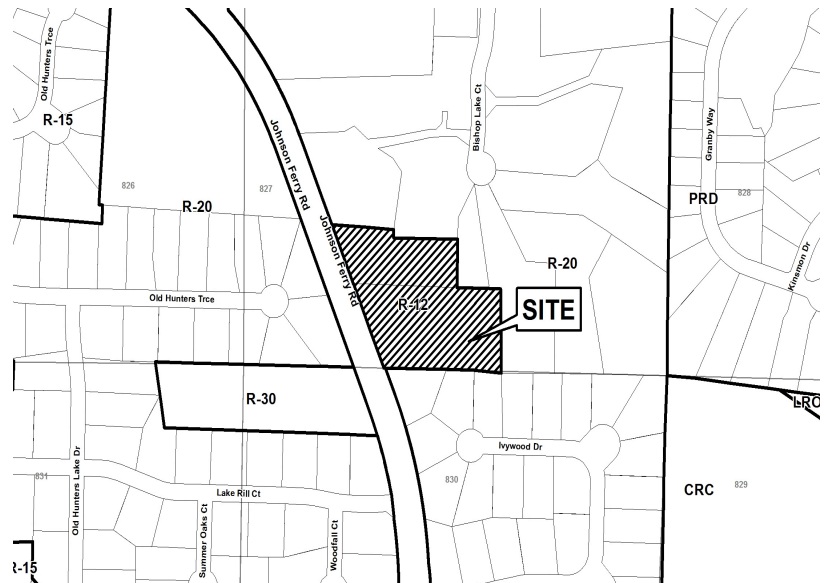 Old Hunters Trce
R-15
Johnson Ferry Rd
Bishop Lake Ct
Granby Way
826
827
R-20
PRD
828
Johnson Ferry Rd
R-20
Kinsmon Dr
Old Hunters Trce
R-12
SITE
R-30
LRO
Old Hunters Lake Dr
Ivywood Dr
831
830
CRC
829
Lake Rill Ct
Summer Oaks Ct
Woodfall Ct
R-15